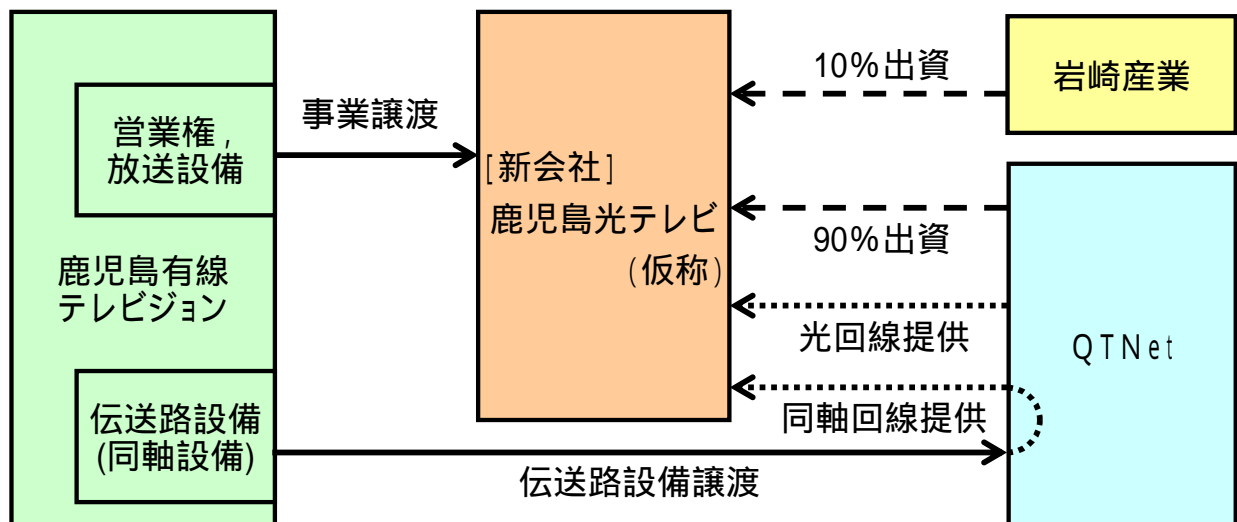 営業権,
放送設備
鹿児島有線
テレビジョン
伝送路設備
(同軸設備)
事業譲渡
[新会社]
鹿児島光テレビ
(仮称)
10%出資
90%出資
光回線提供
同軸回線提供
伝送路設備譲渡
岩崎産業
QTNet